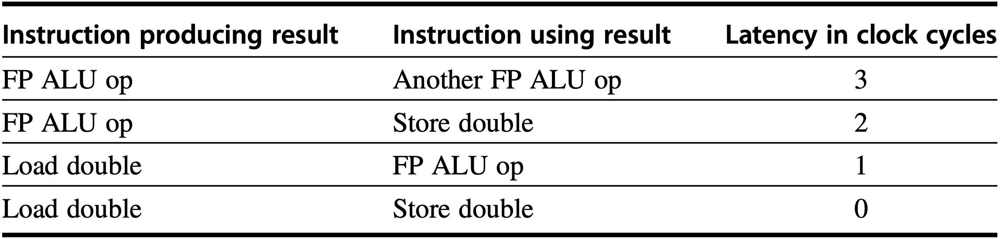 Instruction producing result Instruction using result Latency in clock cycles
FP ALU op Another FP ALU op 3
FP ALU op Store double 2
Load double FP ALU op 1
Load double Store double 0